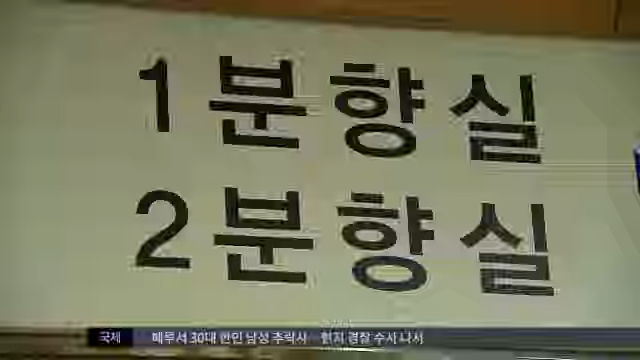 1 분향실
2 분향실
국제 페루서 30대 한인 남성 추락사… 현지 경찰 수사 나서